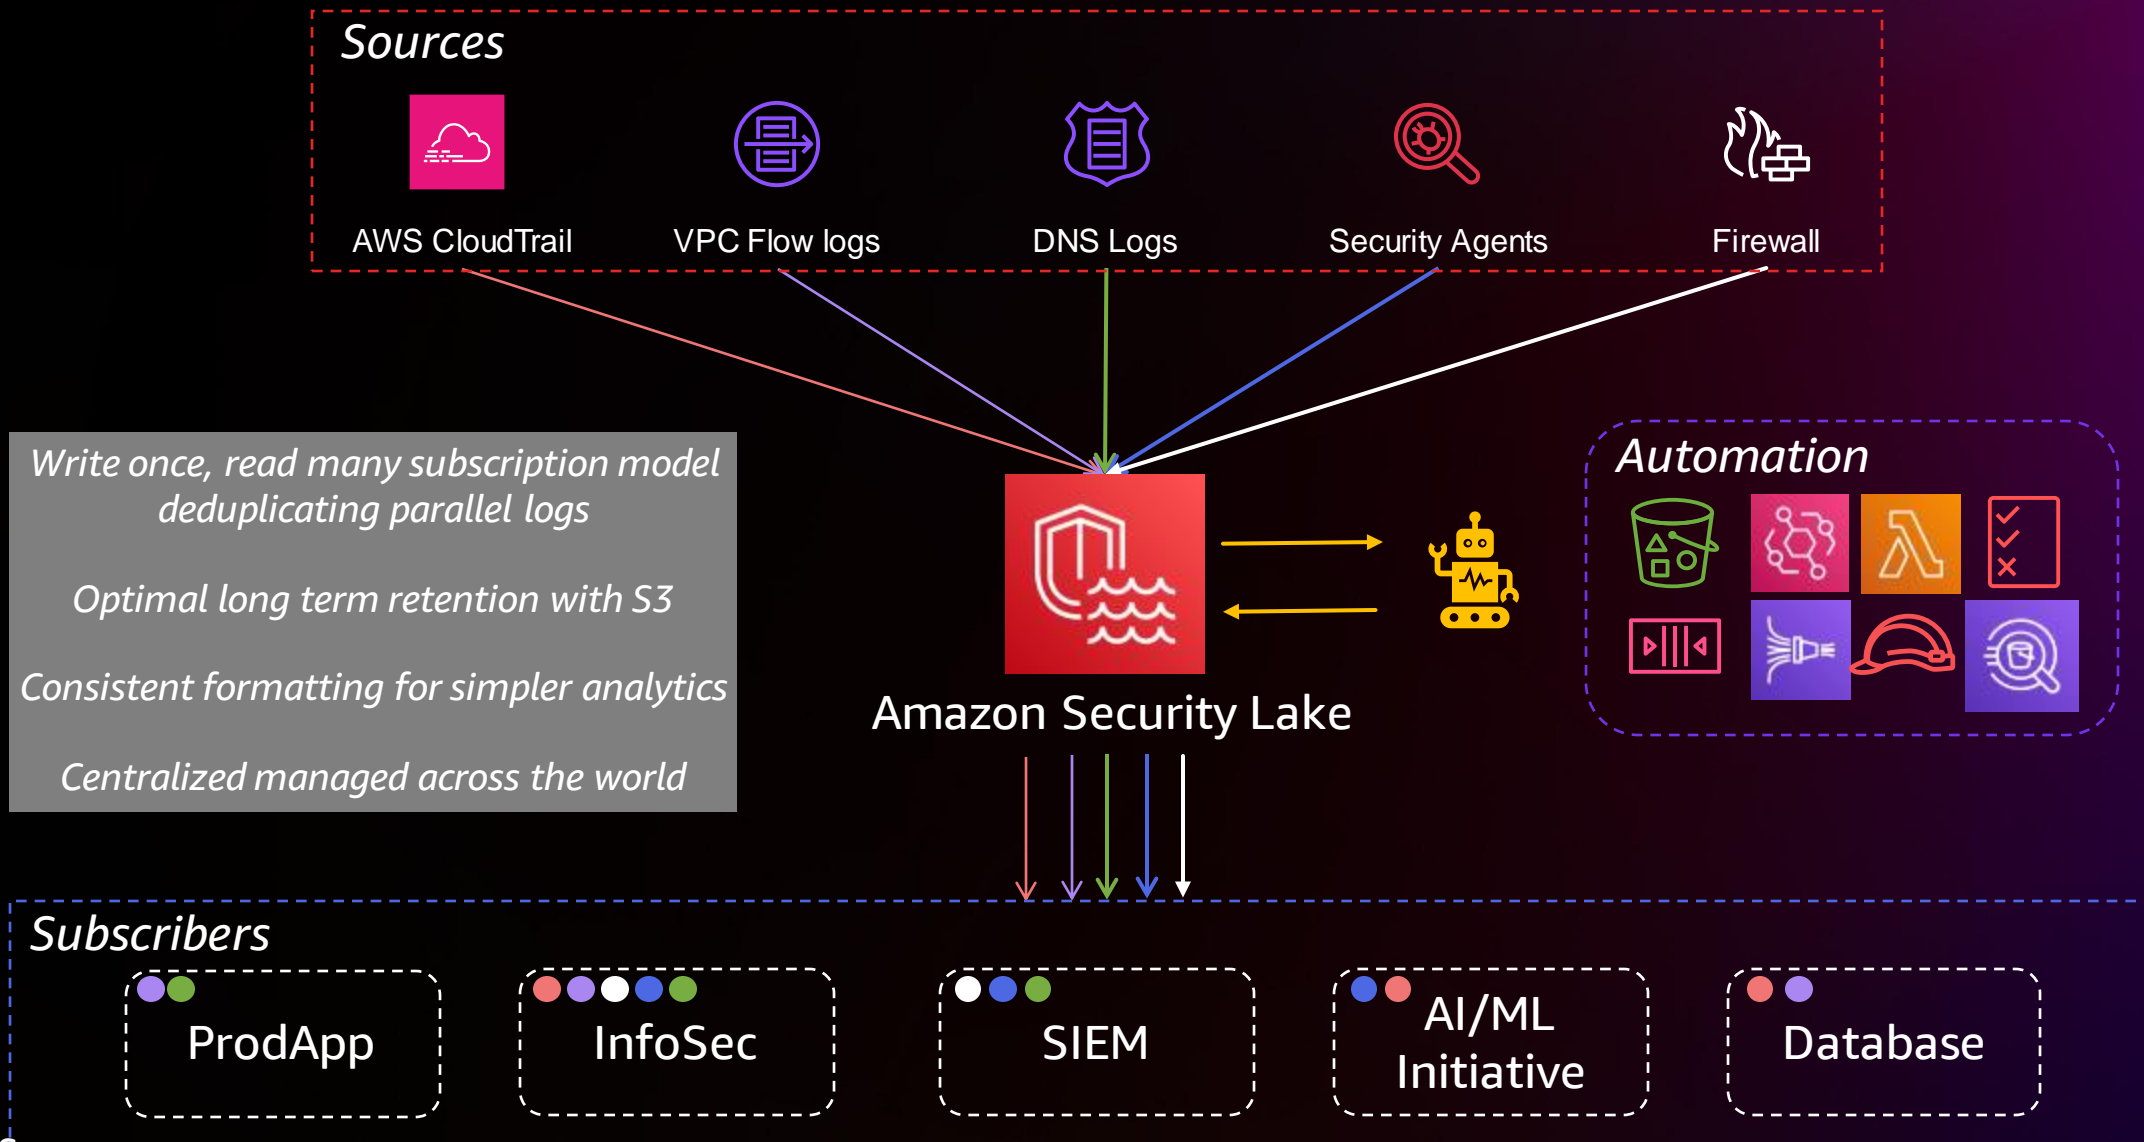 Sources
AWS CloudTrail
VPC Flow logs
DNS Logs
Security Agents
Firewall
Write once, read many subscription model
deduplicating parallel logs
Optimal long term retention with S3
Consistent formatting for simpler analytics
Centralized managed across the world
Amazon Security Lake
Automation
Subscribers
ProdApp
InfoSec
SIEM
AI/ML
Initiative
Database